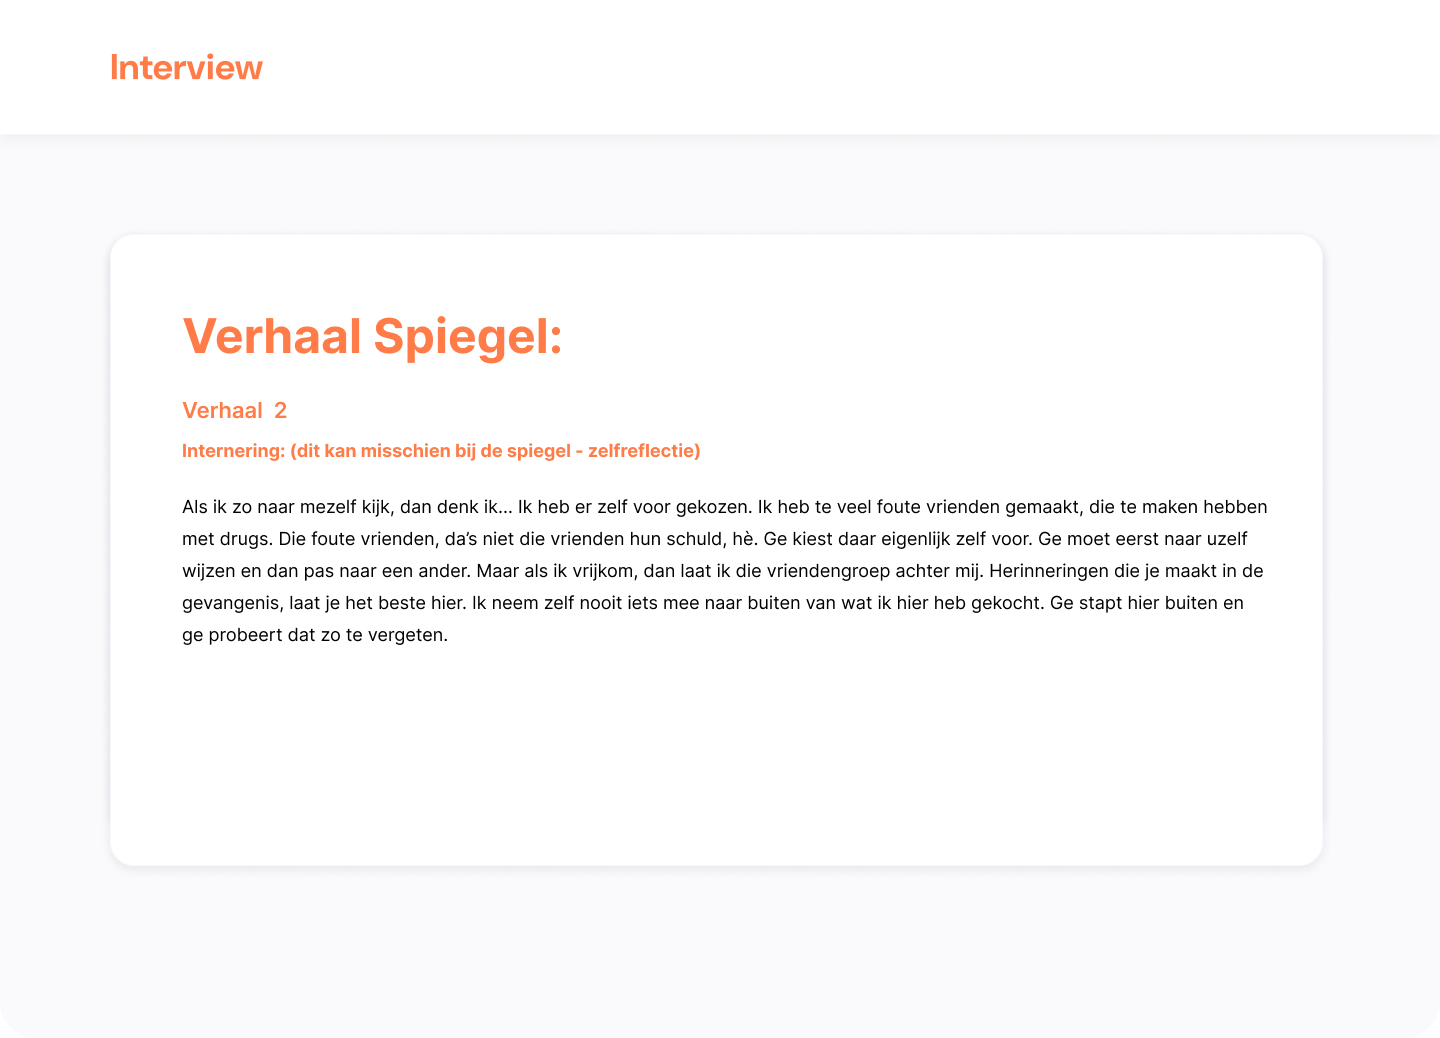 Interview
Verhaal Spiegel:
Verhaal  2
Internering: (dit kan misschien bij de spiegel - zelfreflectie)
Als ik zo naar mezelf kijk, dan denk ik... Ik heb er zelf voor gekozen. Ik heb te veel foute vrienden gemaakt, die te maken hebben
met drugs. Die foute vrienden, da’s niet die vrienden hun schuld, hè. Ge kiest daar eigenlijk zelf voor. Ge moet eerst naar uzelf
wijzen en dan pas naar een ander. Maar als ik vrijkom, dan laat ik die vriendengroep achter mij. Herinneringen die je maakt in de
gevangenis, laat je het beste hier. Ik neem zelf nooit iets mee naar buiten van wat ik hier heb gekocht. Ge stapt hier buiten en
ge probeert dat zo te vergeten.